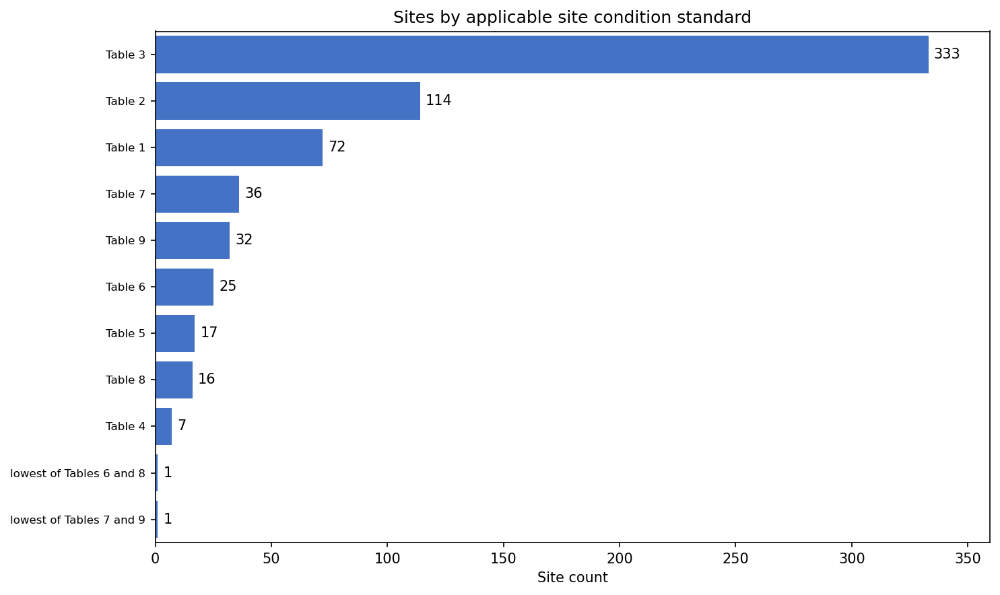 Sites by applicable site condition standard
Table 3 333
Table 2 114
Table 1 72
Table 7 36
Table 9 32
Table 6 25
Table 5 17
Table 8 16
Table 4 7
lowest of Tables 6 and 8 1
lowest of Tables 7 and 9 1
0 50 100 150 200 250 300 350
Site count